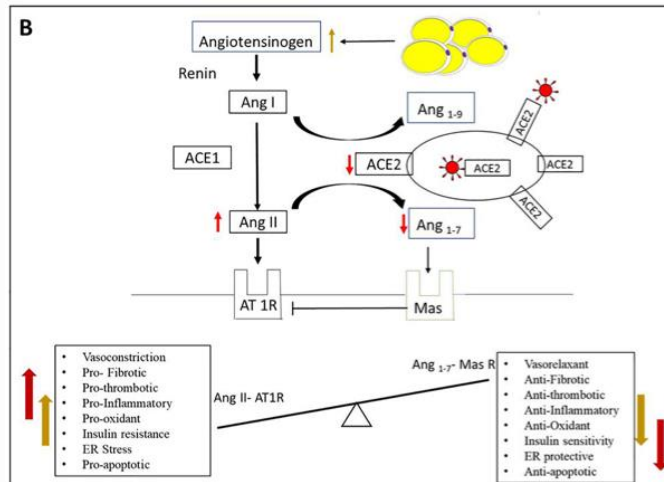 B
Angiotensinogen
Renin
Ang I
Ang 1-9
ACE2
ACE1
ACE2
ACE2
ACE2
ACE2
Ang II
Ang 1-7
AT 1R
Mas
Ang 1-7- Mas R
Ang II- AT1R
• Vasoconstriction
• Pro- Fibrotic
• Pro-thrombotic
• Pro-Inflammatory
• Pro-oxidant
• Insulin resistance
• ER Stress
• Pro-apoptotic
• Vasorelaxant
• Anti-Fibrotic
• Anti-thrombotic
• Anti-Inflammatory
• Anti-Oxidant
• Insulin sensitivity
• ER protective
• Anti-apoptotic